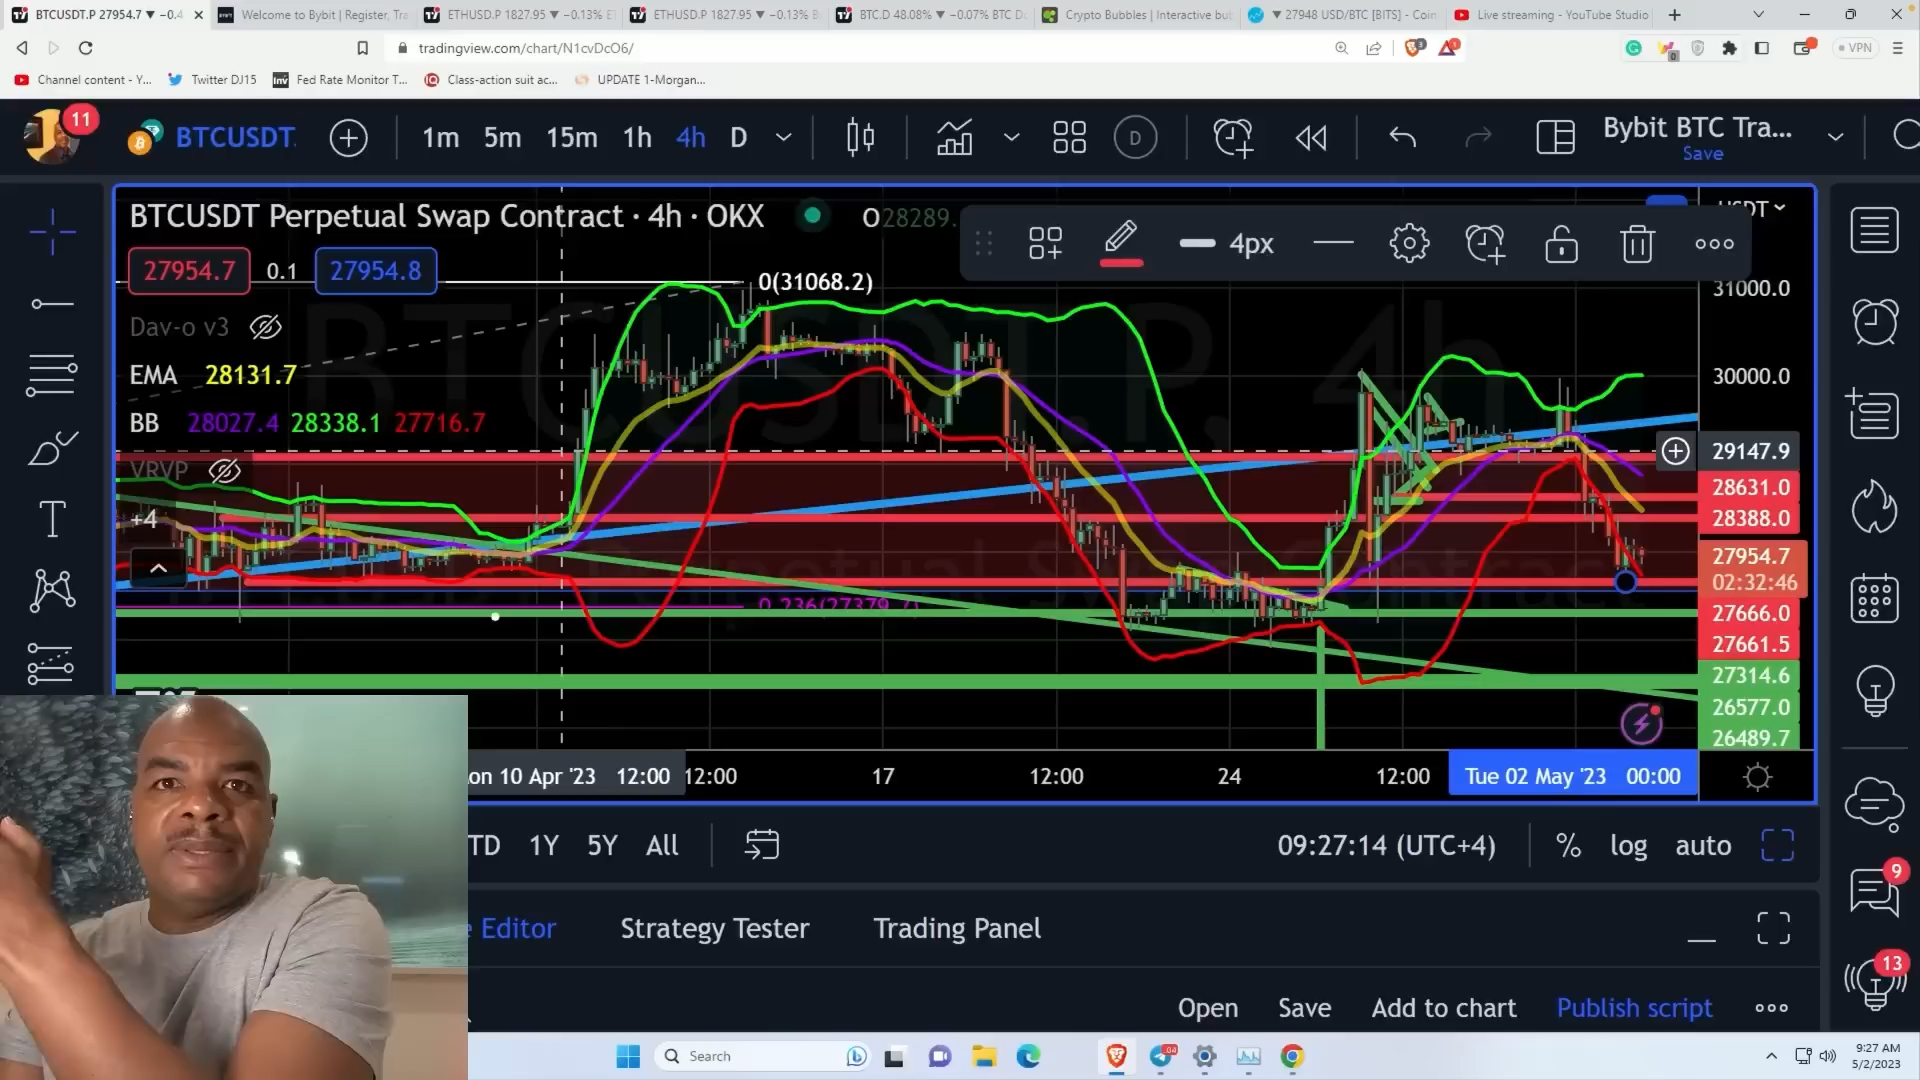 BTCUSDT.P 27954.7 ▼ −0.4
Welcome to Bybit | Register, Tra
ETHUSD.P 1827.95 ▼ −0.13% E
ETHUSD.P 1827.95 ▼ −0.13% B
BTC.D 48.08% ▼ −0.07% BTC D
Crypto Bubbles | Interactive bu
▼ 27948 USD/BTC [BITS] - Coin
Live streaming - YouTube Studio
tradingview.com/chart/N1cvDcO6/
VPN
Channel content - Y...
Twitter DJ15
Fed Rate Monitor T...
Class-action suit ac...
UPDATE 1-Morgan...
11
BTCUSDT.
1m 5m 15m 1h 4h D
D
Bybit BTC Tra...
Save
BTCUSDT Perpetual Swap Contract · 4h · OKX
O28289.
4px
27954.7
0.1
27954.8
0(31068.2)
Dav-o v3
EMA 28131.7
BB 28027.4 28338.1 27716.7
VRVP
+4
0.236(27379.7)
31000.0
30000.0
29147.9
28631.0
28388.0
27954.7
02:32:46
27666.0
27661.5
27314.6
26577.0
26489.7
on 10 Apr '23 12:00
12:00
17
12:00
24
12:00
Tue 02 May '23 00:00
TD 1Y 5Y All
09:27:14 (UTC+4)
% log auto
9
Editor
Strategy Tester
Trading Panel
13
Open
Save
Add to chart
Publish script
Search
9:27 AM
5/2/2023